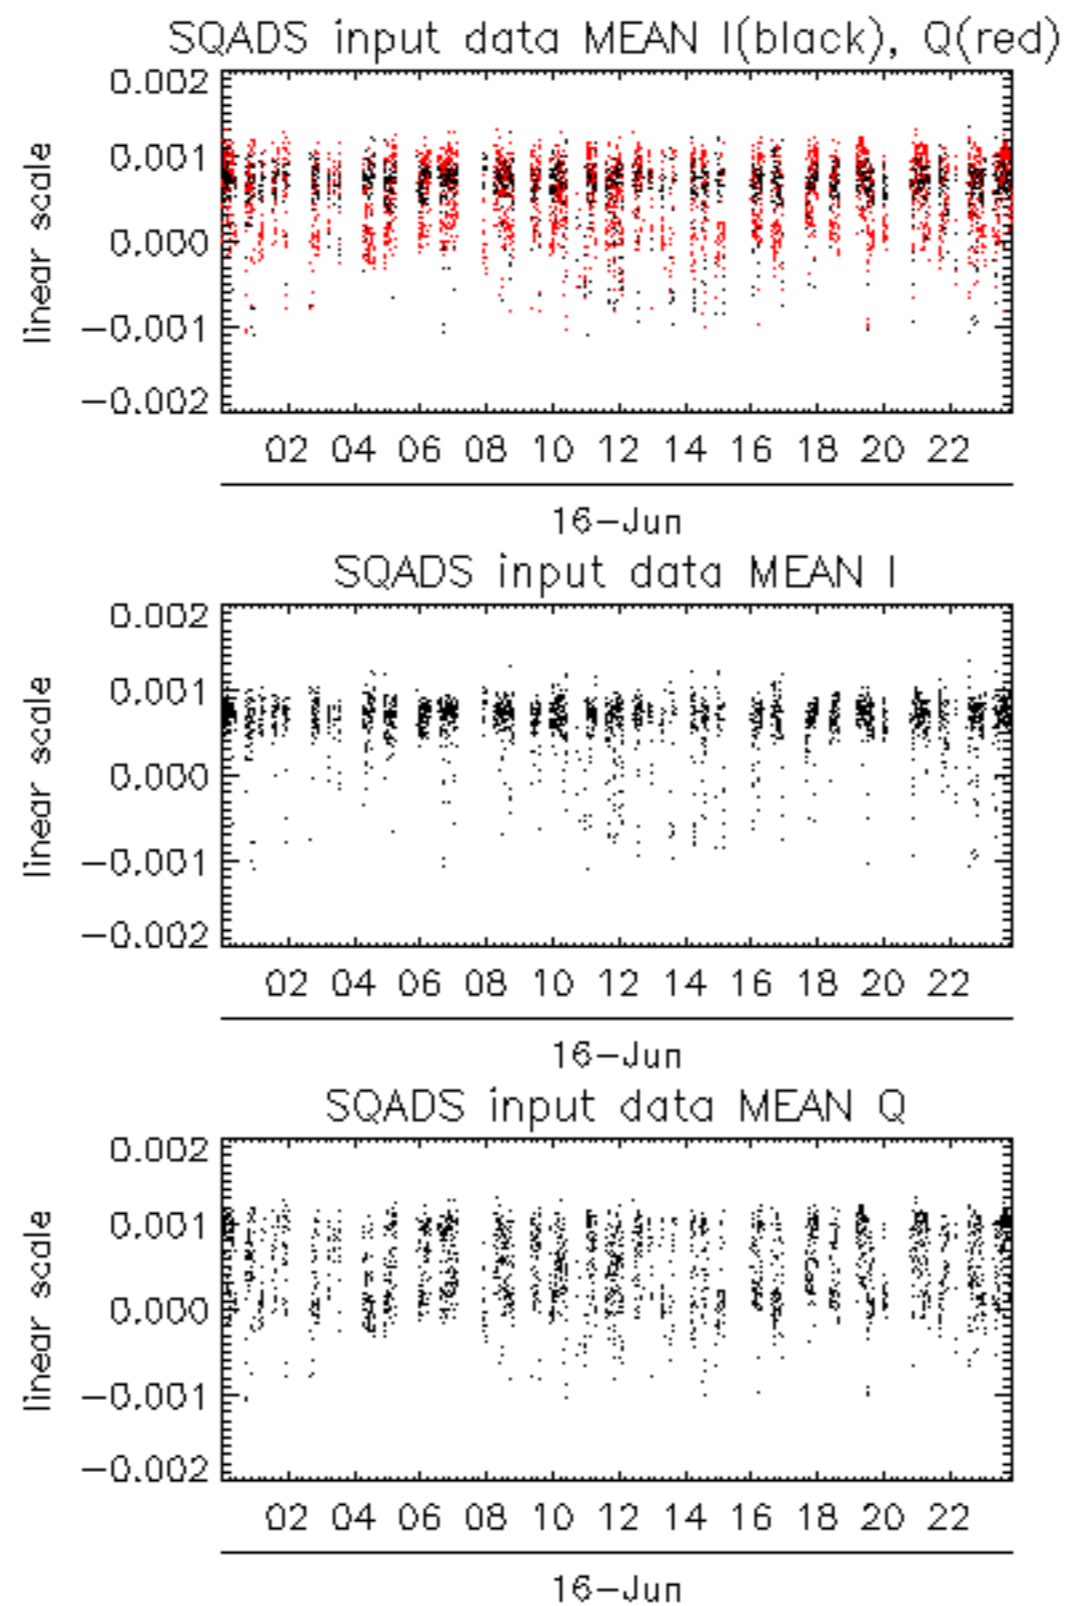 SQADS input data MEAN I(black), Q(red)
0.002
0.001
0.000
−0.001
−0.002
linear scale
02 04 06 08 10 12 14 16 18 20 22
16−Jun
SQADS input data MEAN I
0.002
0.001
0.000
−0.001
−0.002
linear scale
02 04 06 08 10 12 14 16 18 20 22
16−Jun
SQADS input data MEAN Q
0.002
0.001
0.000
−0.001
−0.002
linear scale
02 04 06 08 10 12 14 16 18 20 22
16−Jun